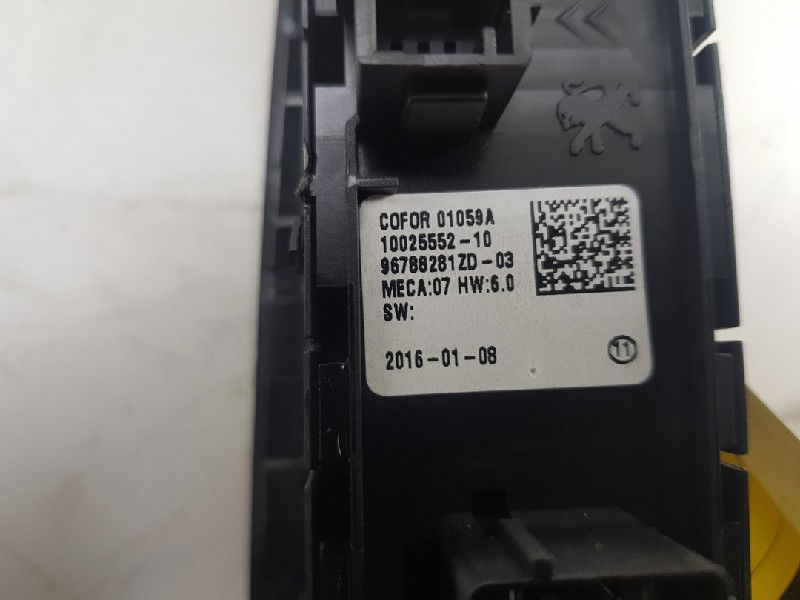 COFOR 01059A
10025552-10
96788281ZD-03
MECA:07 HW:6.0
SW:
2016-01-08
11